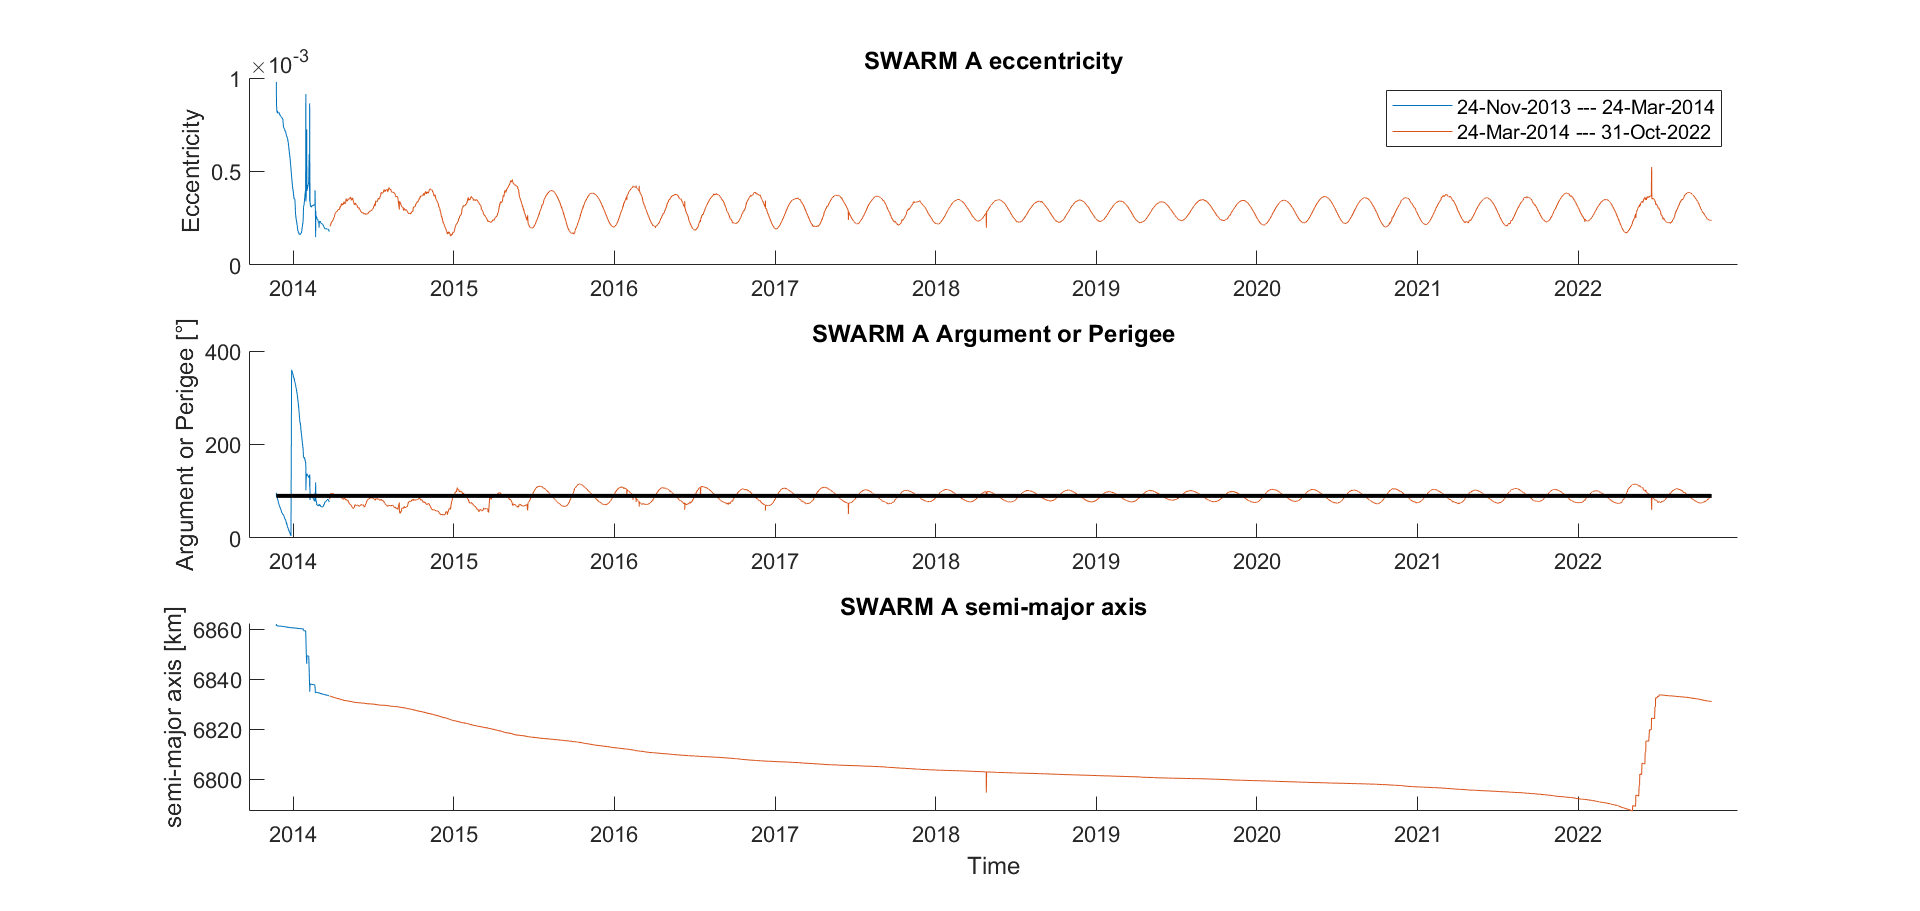 SWARM A eccentricity
×10-3
1
0.5
0
Eccentricity
24-Nov-2013 --- 24-Mar-2014
24-Mar-2014 --- 31-Oct-2022
2014 2015 2016 2017 2018 2019 2020 2021 2022
SWARM A Argument or Perigee
400
200
0
Argument or Perigee [°]
2014 2015 2016 2017 2018 2019 2020 2021 2022
SWARM A semi-major axis
6860
6840
6820
6800
semi-major axis [km]
2014 2015 2016 2017 2018 2019 2020 2021 2022
Time